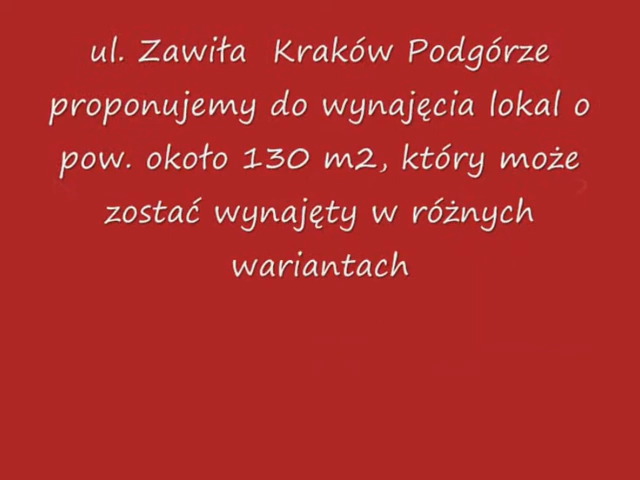 ul. Zawiła Kraków Podgórze
proponujemy do wynajęcia lokal o
pow. około 130 m2, który może
zostać wynajęty w różnych
wariantach